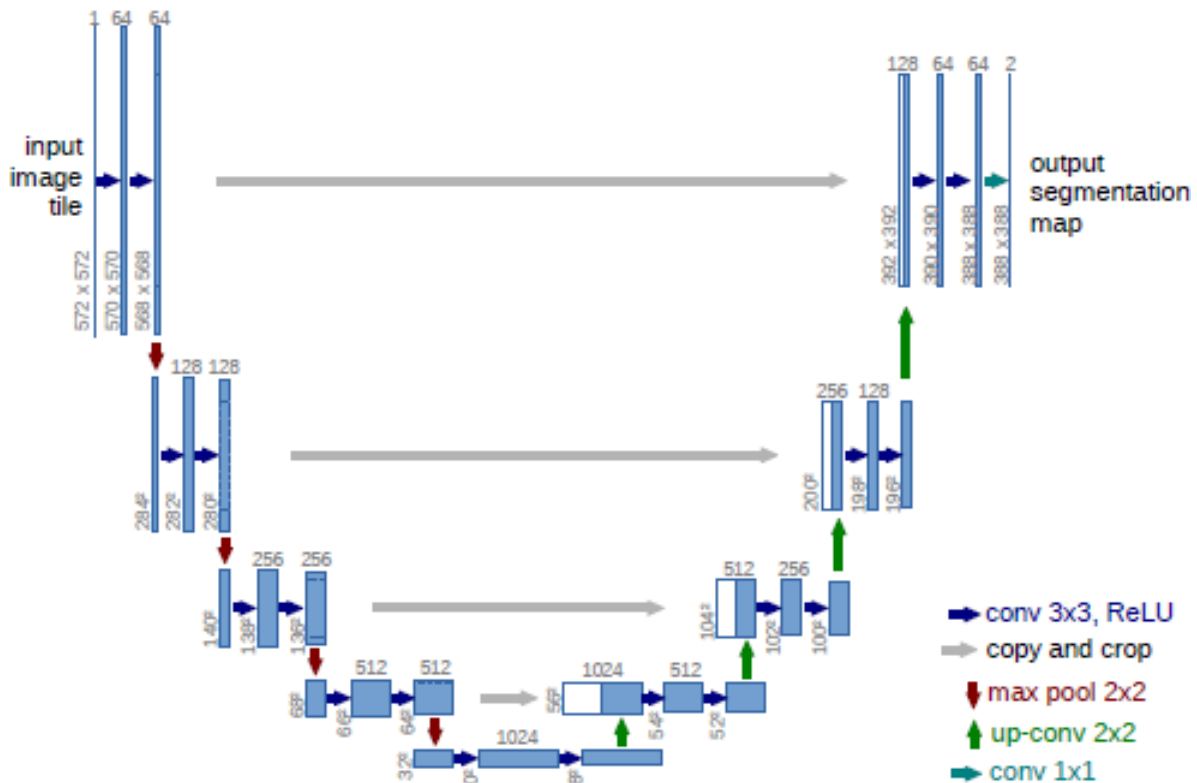 1 64 64
128 64 64 2
input
image
tile
output
segmentation
map
572 x 572
570 x 570
568 x 568
392 x 392
390 x 390
388 x 388
388 x 388
128 128
256 128
284²
282²
280²
200²
198²
196²
256 256
512 256
140²
138²
136²
104²
102²
100²
conv 3x3, ReLU
copy and crop
max pool 2x2
up-conv 2x2
conv 1x1
512 512
1024 512
68²
66²
64²
56²
54²
52²
1024
32²